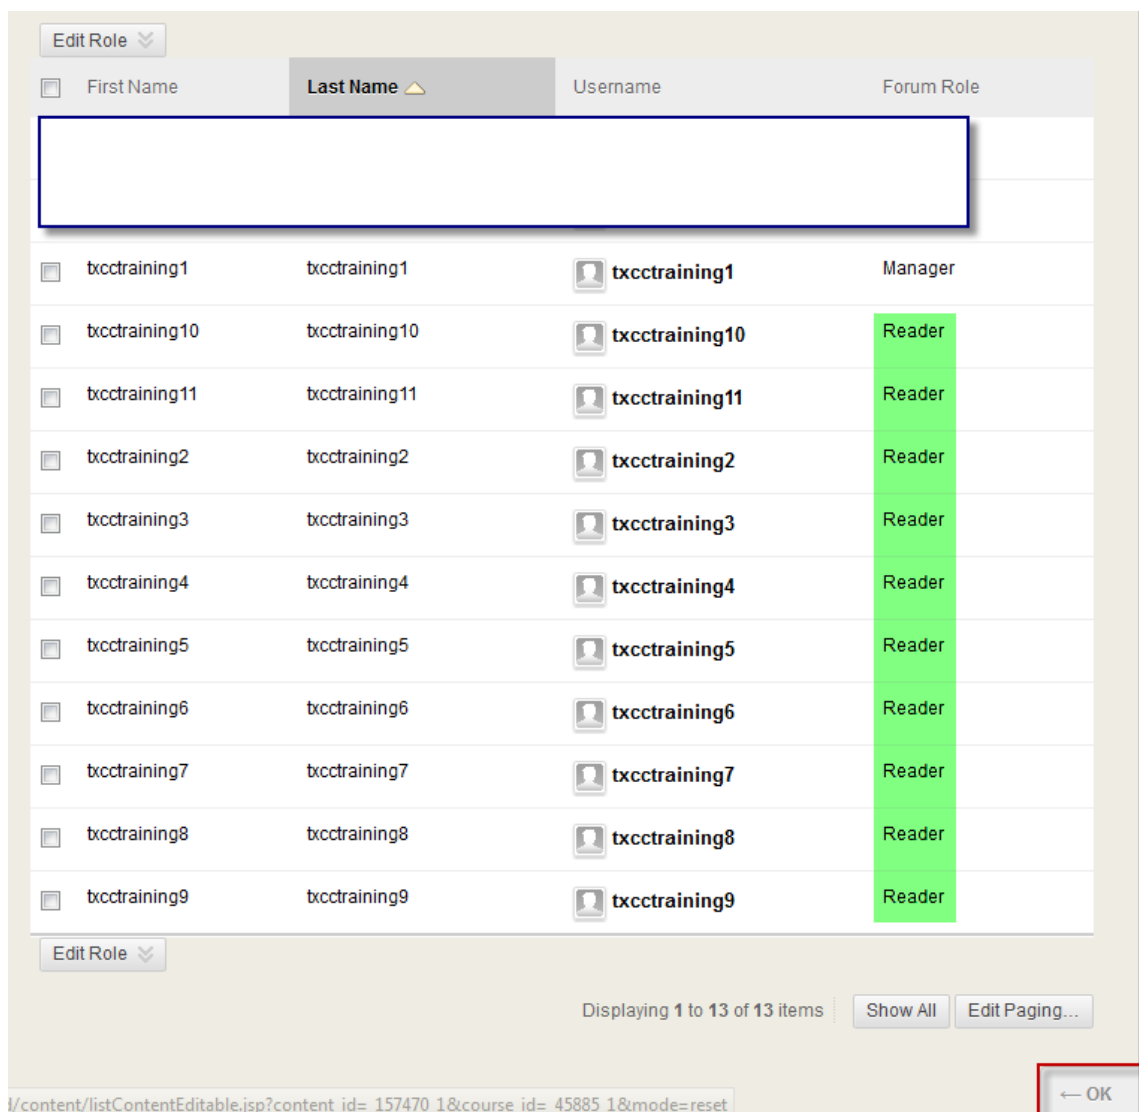 Edit Role
First Name Last Name Username Forum Role
txcctraining1 txcctraining1 txcctraining1 Manager
txcctraining10 txcctraining10 txcctraining10 Reader
txcctraining11 txcctraining11 txcctraining11 Reader
txcctraining2 txcctraining2 txcctraining2 Reader
txcctraining3 txcctraining3 txcctraining3 Reader
txcctraining4 txcctraining4 txcctraining4 Reader
txcctraining5 txcctraining5 txcctraining5 Reader
txcctraining6 txcctraining6 txcctraining6 Reader
txcctraining7 txcctraining7 txcctraining7 Reader
txcctraining8 txcctraining8 txcctraining8 Reader
txcctraining9 txcctraining9 txcctraining9 Reader
Edit Role
Displaying 1 to 13 of 13 items Show All Edit Paging...
← OK
d/content/listContentEditable.jsp?content_id=_157470_1&course_id=_45885_1&mode=reset